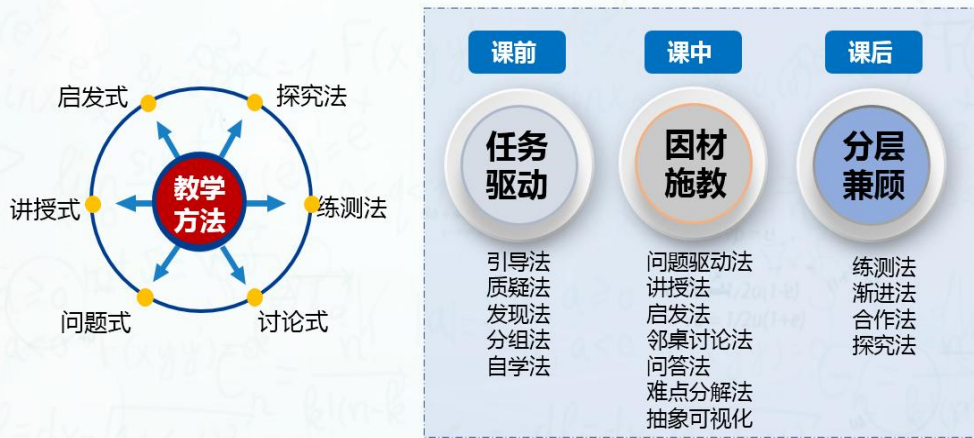 启发式
探究法
讲授式
教学
方法
练测法
问题式
讨论式
课前
课中
课后
任务
驱动
因材
施教
分层
兼顾
引导法
质疑法
发现法
分组法
自学法
问题驱动法
讲授法
启发法
邻桌讨论法
问答法
难点分解法
抽象可视化
练测法
渐进法
合作法
探究法